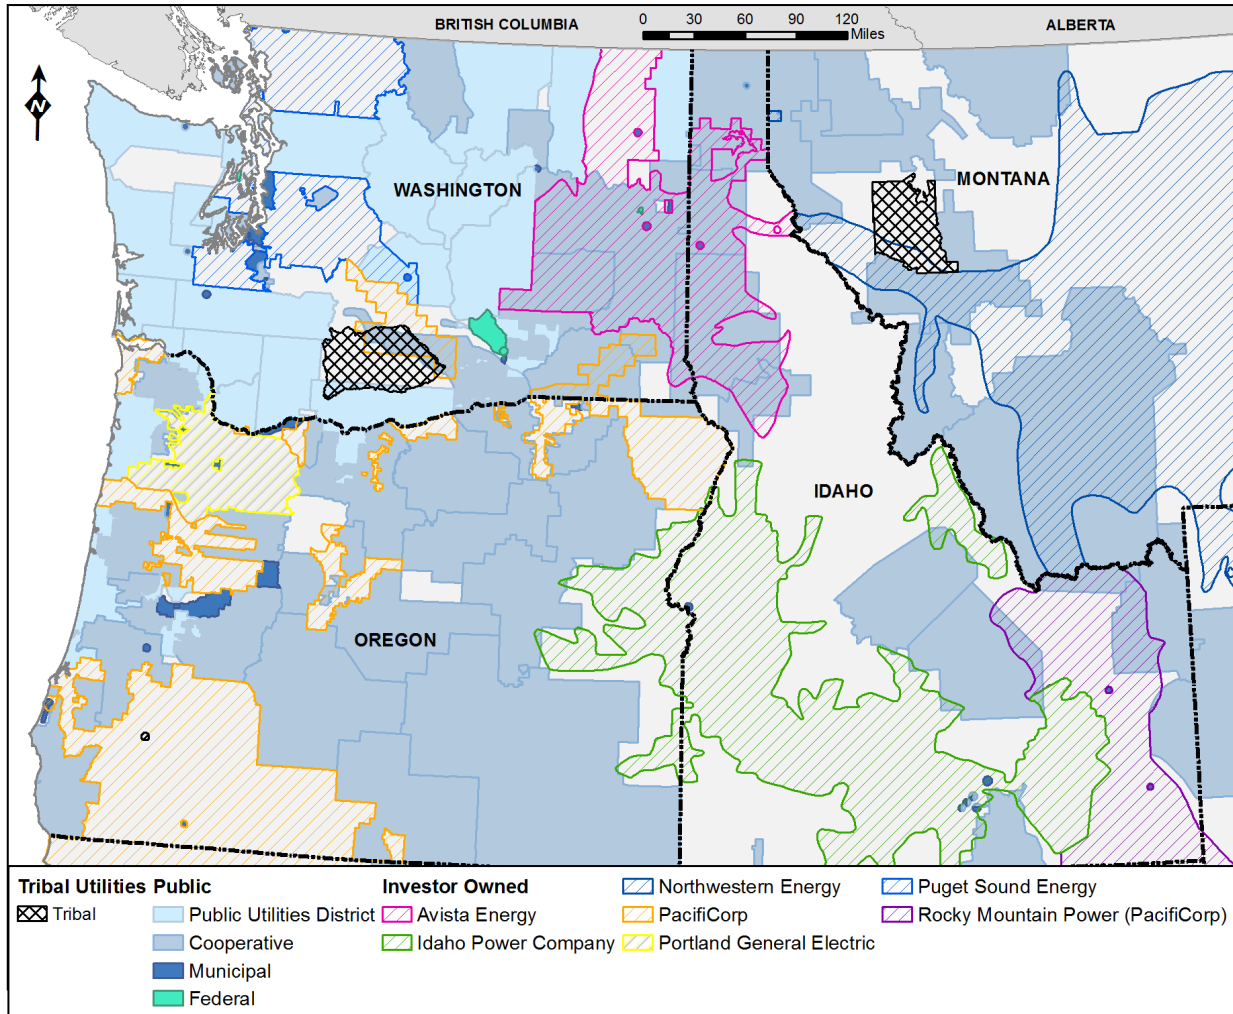 BRITISH COLUMBIA
0 30 60 90 120
Miles
ALBERTA
N
WASHINGTON
MONTANA
IDAHO
OREGON
Tribal Utilities Public Investor Owned
Tribal
Public Utilities District
Cooperative
Municipal
Federal
Avista Energy
Idaho Power Company
Northwestern Energy
PacifiCorp
Portland General Electric
Puget Sound Energy
Rocky Mountain Power (PacifiCorp)